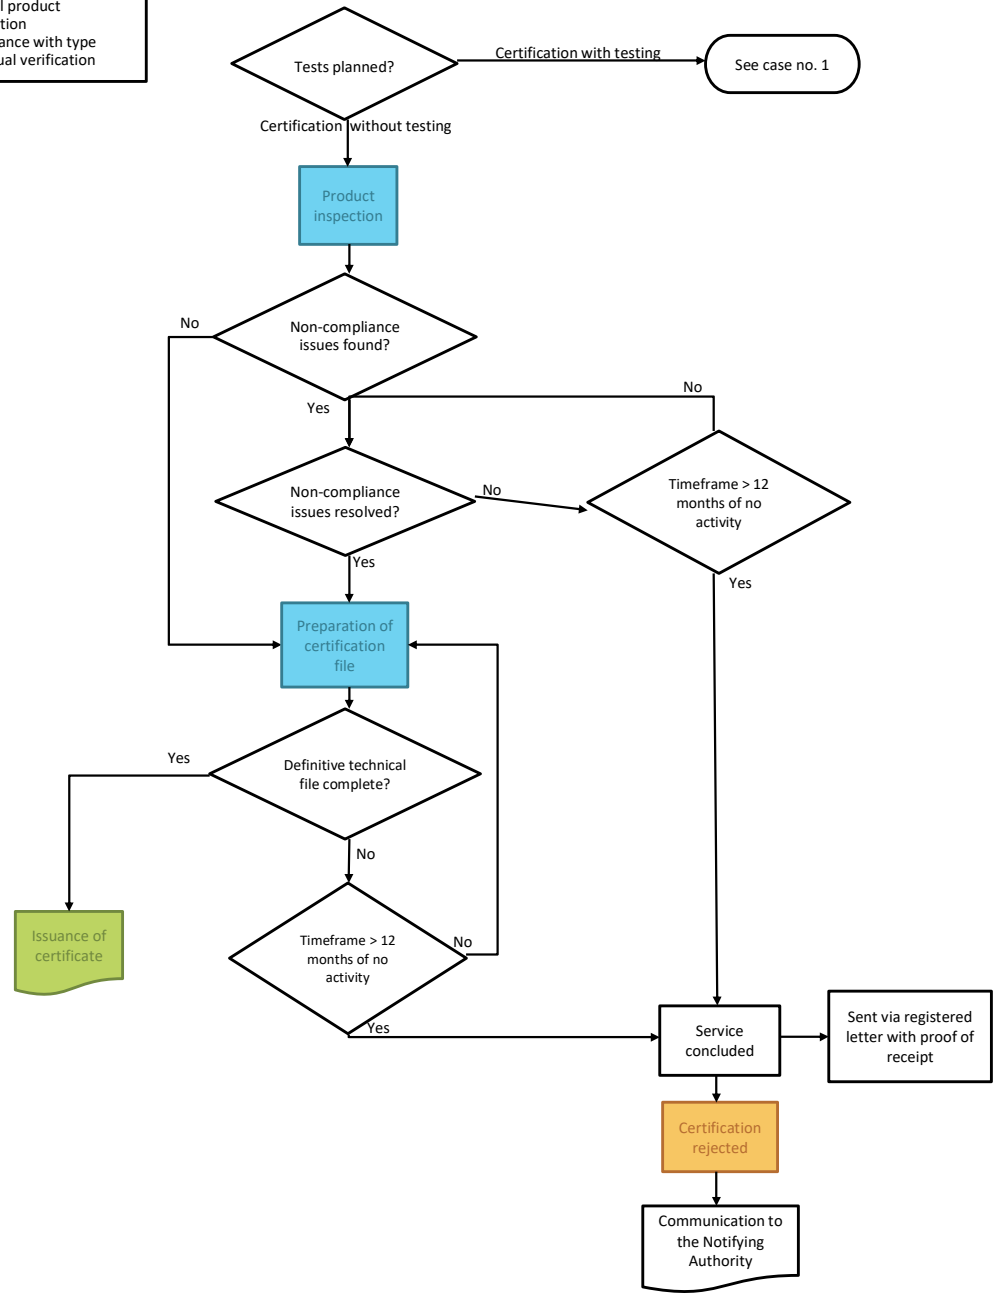 l product
tion
ance with type
ual verification
Tests planned?
Certification with testing
See case no. 1
Certification without testing
Product
inspection
Non-compliance
issues found?
No
Yes
No
Non-compliance
issues resolved?
No
Timeframe > 12
months of no
activity
Yes
Yes
Preparation of
certification
file
Definitive technical
file complete?
Yes
No
Issuance of
certificate
Timeframe > 12
months of no
activity
No
Yes
Service
concluded
Sent via registered
letter with proof of
receipt
Certification
rejected
Communication to
the Notifying
Authority